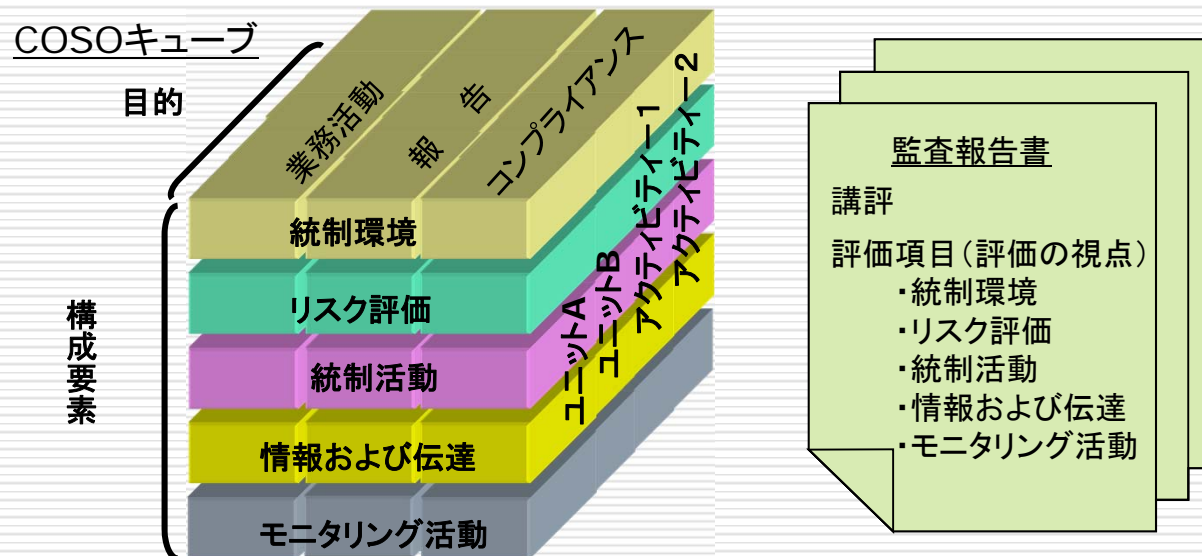 COSOキューブ
目的
業務活動
報告
コンプライアンス
構成要素
統制環境
リスク評価
統制活動
情報および伝達
モニタリング活動
ユニットA
ユニットB
アクティビティー1
アクティビティー2
監査報告書
講評
評価項目(評価の視点)
・統制環境
・リスク評価
・統制活動
・情報および伝達
・モニタリング活動